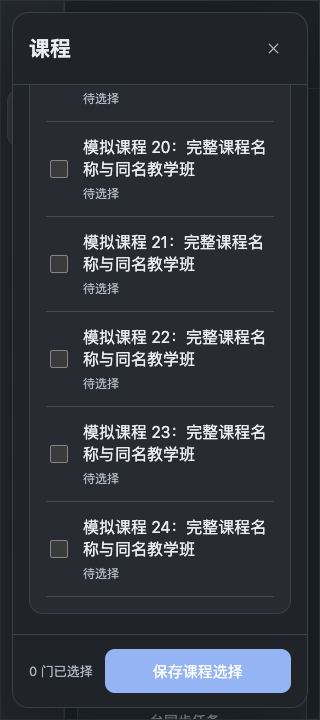 课程
待选择
模拟课程 20：完整课程名
称与同名教学班
待选择
模拟课程 21：完整课程名
称与同名教学班
待选择
模拟课程 22：完整课程名
称与同名教学班
待选择
模拟课程 23：完整课程名
称与同名教学班
待选择
模拟课程 24：完整课程名
称与同名教学班
待选择
0 门已选择
保存课程选择